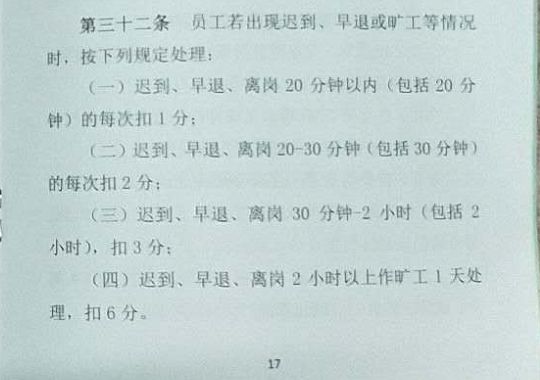 第三十二条 员工若出现迟到、早退或旷工等情况
时，按下列规定处理：
（一）迟到、早退、离岗 20 分钟以内（包括 20 分
钟）的每次扣 1 分；
（二）迟到、早退、离岗 20-30 分钟（包括 30 分钟）
的每次扣 2 分；
（三）迟到、早退、离岗 30 分钟-2 小时（包括 2
小时），扣 3 分；
（四）迟到、早退、离岗 2 小时以上作旷工 1 天处
理，扣 6 分。
17